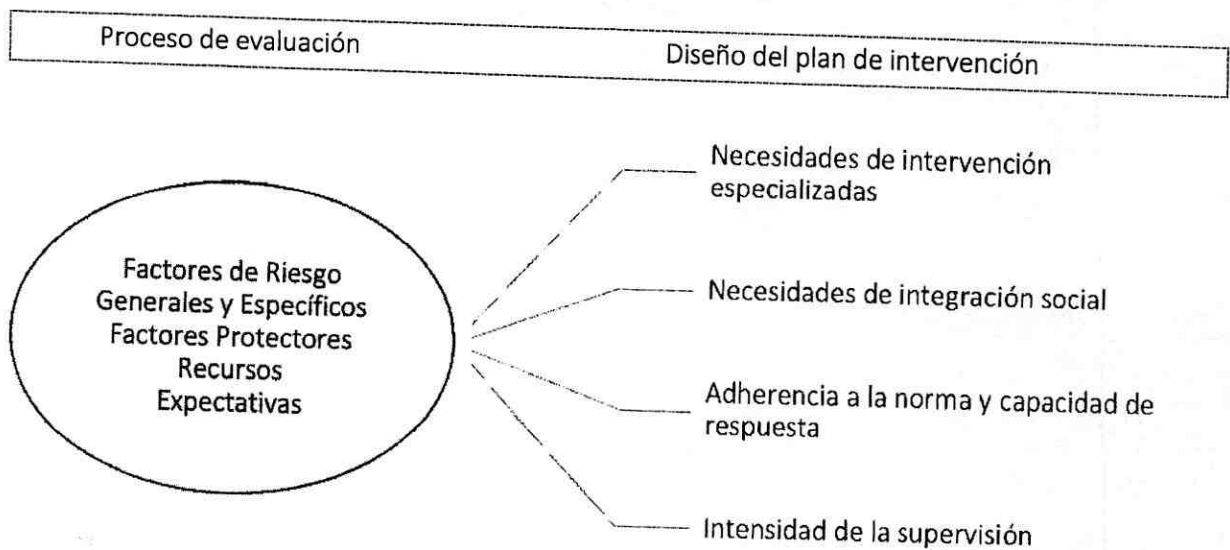 Proceso de evaluación
Diseño del plan de intervención
Factores de Riesgo
Generales y Específicos
Factores Protectores
Recursos
Expectativas
Necesidades de intervención
especializadas
Necesidades de integración social
Adherencia a la norma y capacidad de
respuesta
Intensidad de la supervisión